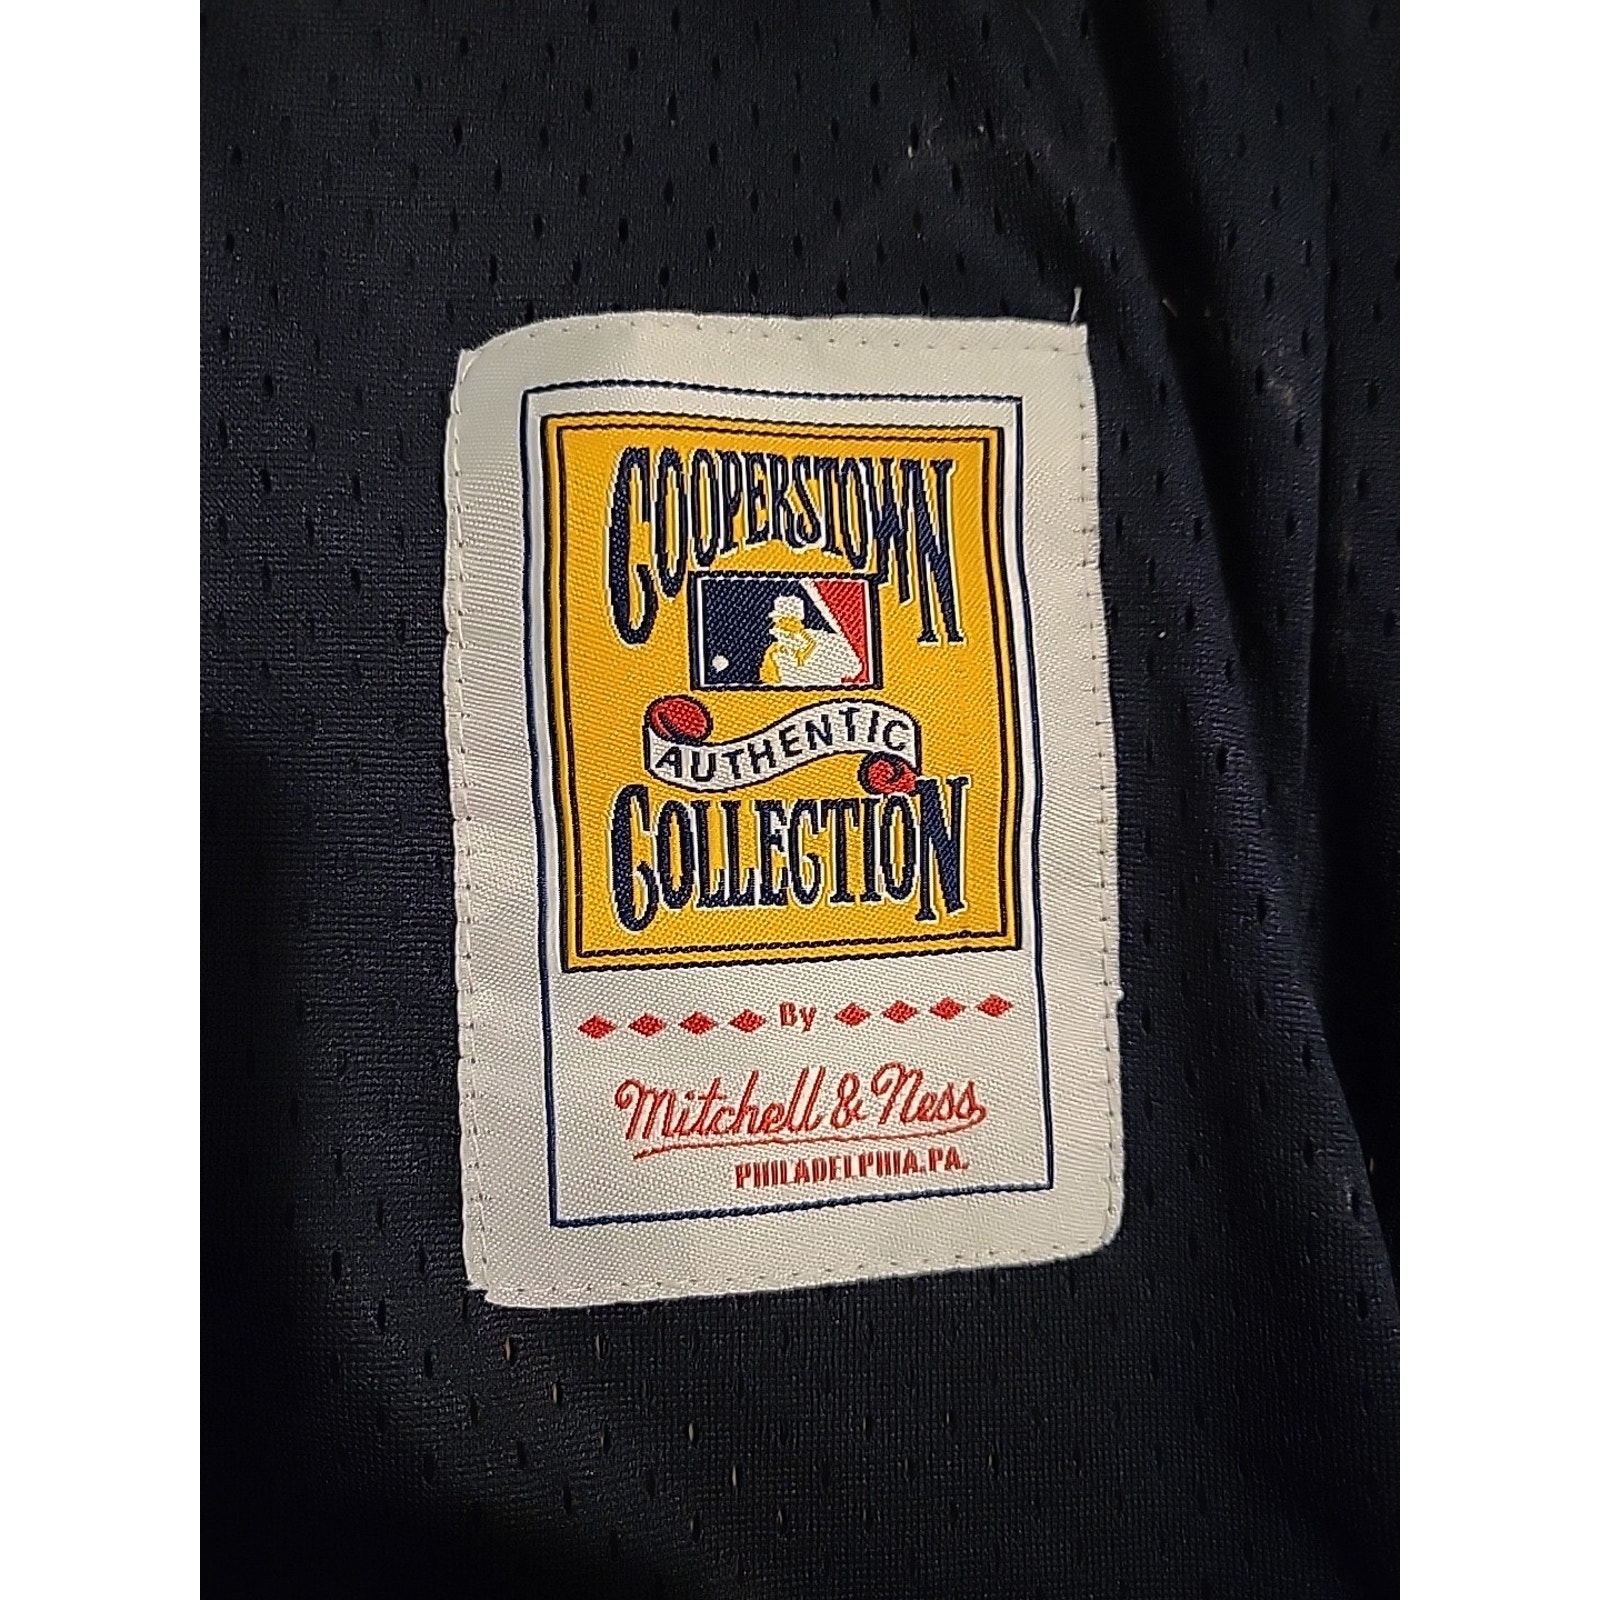 COOPERSTOWN
AUTHENTIC
COLLECTION
By
Mitchell & Ness
PHILADELPHIA.PA.